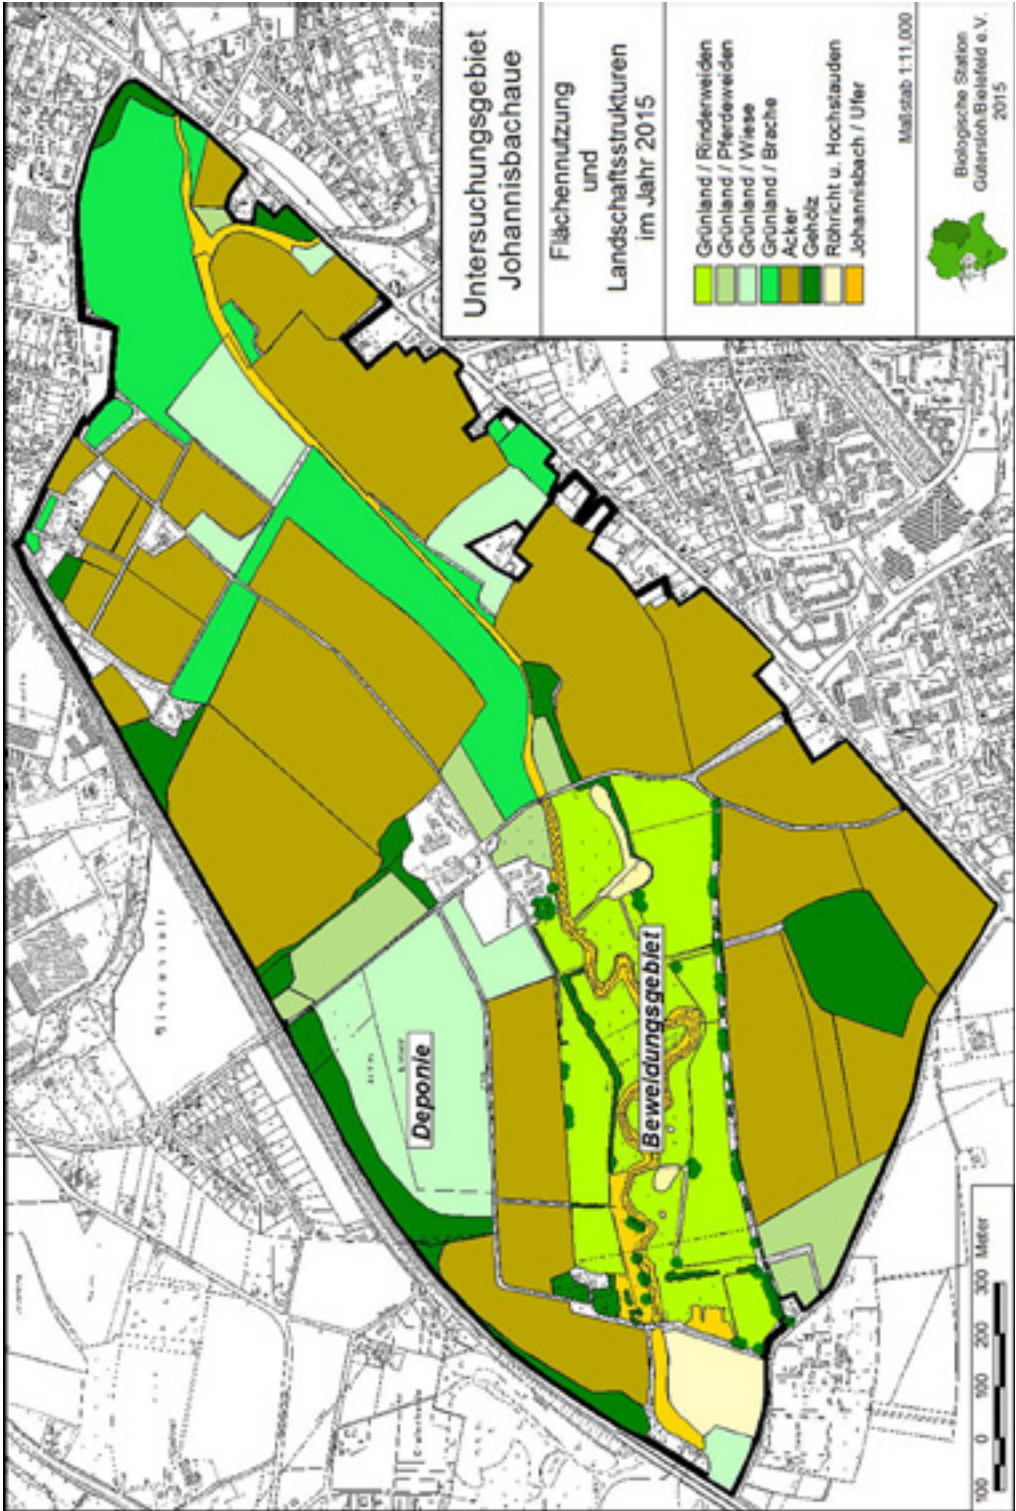 Untersuchungsgebiet
Johannisbachaue
Flächennutzung
und
Landschaftsstrukturen
im Jahr 2015
Grünland / Rinderweiden
Grünland / Pferdeweiden
Grünland / Wiese
Grünland / Brache
Acker
Gehölz
Röhricht u. Hochstauden
Johannisbach / Ufer
Maßstab 1:11.000
Biologische Station
Gütersloh/Bielefeld e.V.
2015
Deponie
Beweidungsgebiet
100 0 100 200 300 Meter